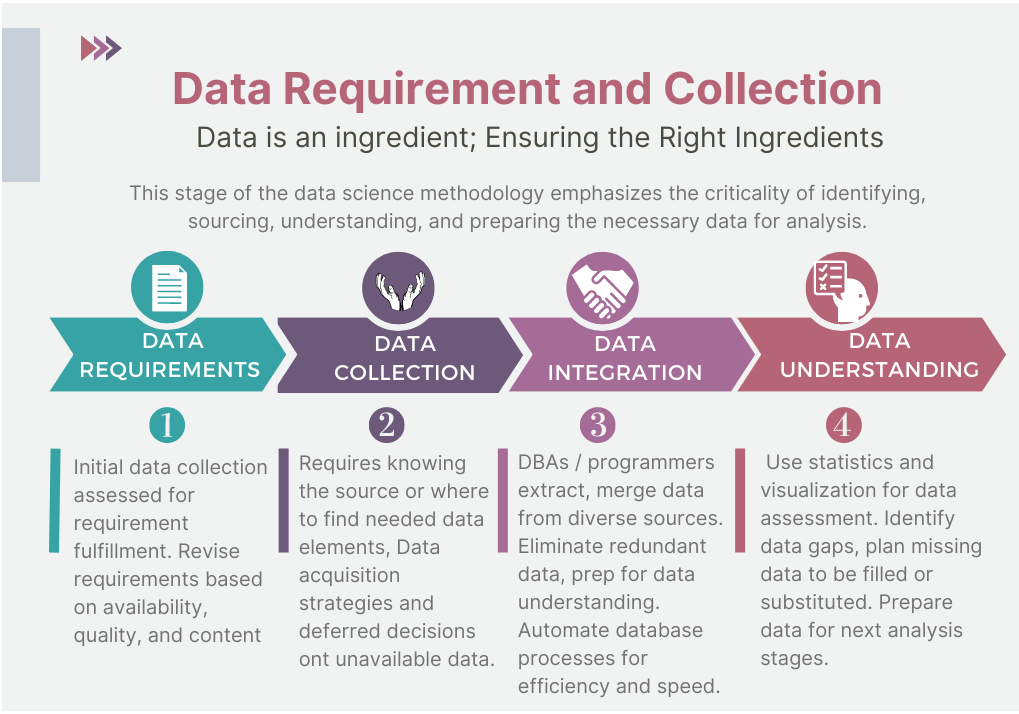 Data Requirement and Collection
Data is an ingredient; Ensuring the Right Ingredients
This stage of the data science methodology emphasizes the criticality of identifying,
sourcing, understanding, and preparing the necessary data for analysis.
DATA
REQUIREMENTS
DATA
COLLECTION
DATA
INTEGRATION
DATA
UNDERSTANDING
1
Initial data collection
assessed for
requirement
fulfillment. Revise
requirements based
on availability,
quality, and content
2
Requires knowing
the source or where
to find needed data
elements, Data
acquisition
strategies and
deferred decisions
ont unavailable data.
3
DBAs / programmers
extract, merge data
from diverse sources.
Eliminate redundant
data, prep for data
understanding.
Automate database
processes for
efficiency and speed.
4
Use statistics and
visualization for data
assessment. Identify
data gaps, plan missing
data to be filled or
substituted. Prepare
data for next analysis
stages.